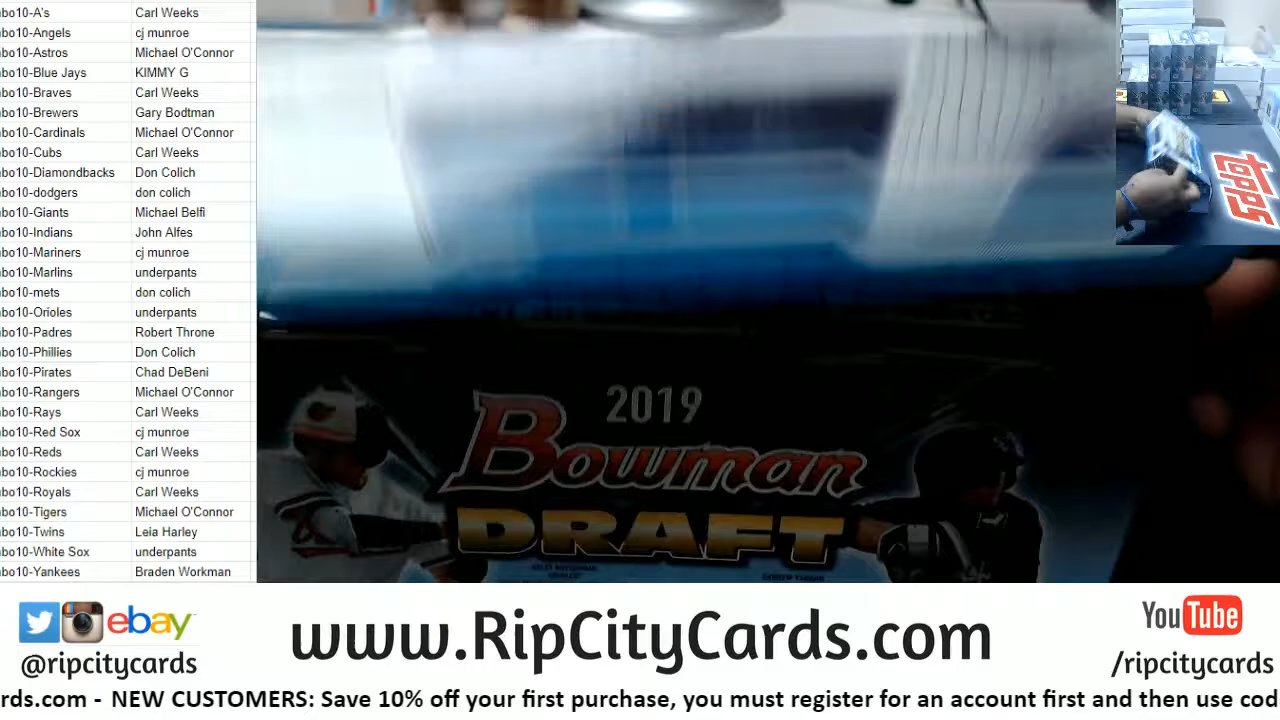 bo10-A's Carl Weeks
bo10-Angels cj munroe
bo10-Astros Michael O'Connor
bo10-Blue Jays KIMMY G
bo10-Braves Carl Weeks
bo10-Brewers Gary Bodtman
bo10-Cardinals Michael O'Connor
bo10-Cubs Carl Weeks
bo10-Diamondbacks Don Colich
bo10-dodgers don colich
bo10-Giants Michael Belfi
bo10-Indians John Alfes
bo10-Mariners cj munroe
bo10-Marlins underpants
bo10-mets don colich
bo10-Orioles underpants
bo10-Padres Robert Throne
bo10-Phillies Don Colich
bo10-Pirates Chad DeBeni
bo10-Rangers Michael O'Connor
bo10-Rays Carl Weeks
bo10-Red Sox cj munroe
bo10-Reds Carl Weeks
bo10-Rockies cj munroe
bo10-Royals Carl Weeks
bo10-Tigers Michael O'Connor
bo10-Twins Leia Harley
bo10-White Sox underpants
bo10-Yankees Braden Workman
2019
Bowman
DRAFT
Topps
ebay
@ripcitycards
www.RipCityCards.com
YouTube
/ripcitycards
rds.com - NEW CUSTOMERS: Save 10% off your first purchase, you must register for an account first and then use cod